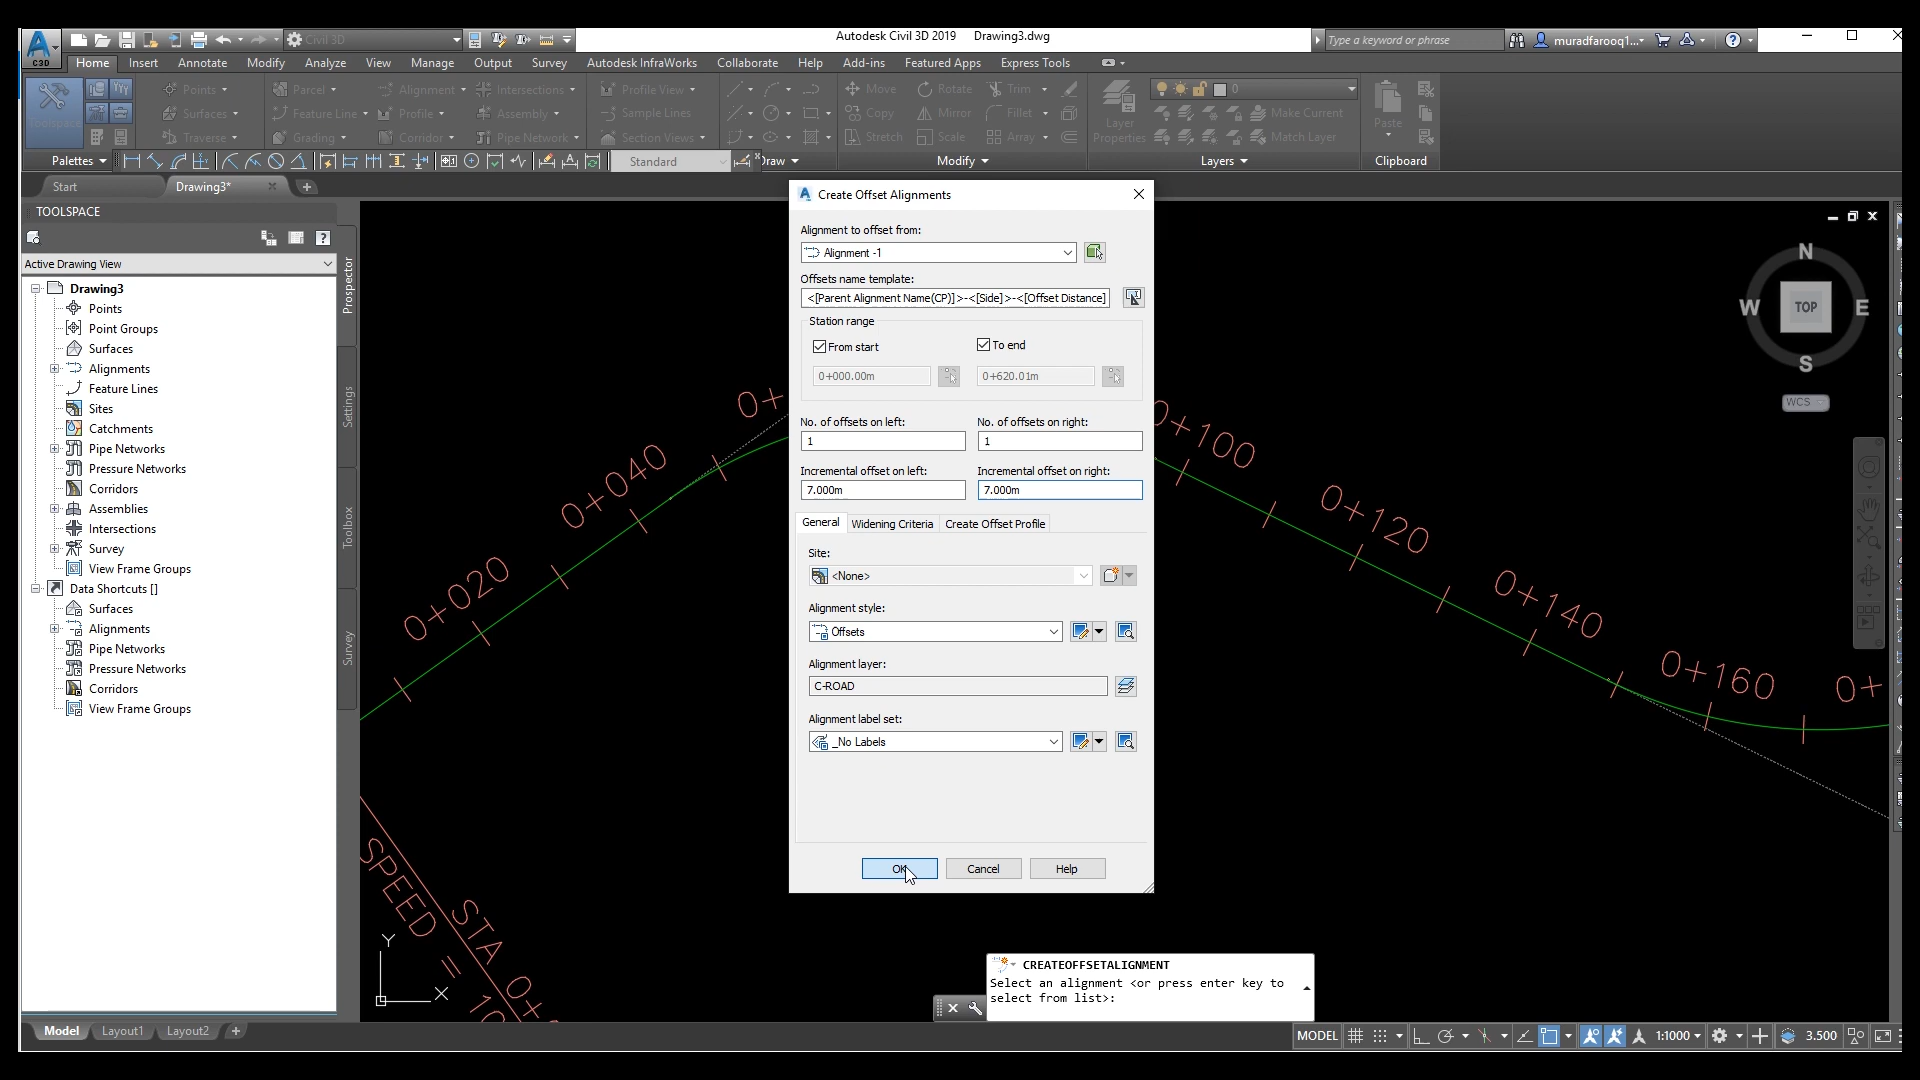 Autodesk Civil 3D 2019 Drawing3.dwg
C3D
Civil 3D
Type a keyword or phrase
muradfarooq1...
Home Insert Annotate Modify Analyze View Manage Output Survey Autodesk InfraWorks Collaborate Help Add-ins Featured Apps Express Tools
Toolspace
Points
Surfaces
Traverse
Parcel
Feature Line
Grading
Alignment
Profile
Corridor
Intersections
Assembly
Pipe Network
Profile View
Sample Lines
Section Views
Move
Copy
Stretch
Rotate
Mirror
Scale
Trim
Fillet
Array
Layer
Properties
0
Make Current
Match Layer
Paste
Palettes
Standard
Draw
Modify
Layers
Clipboard
Start
Drawing3*
TOOLSPACE
Active Drawing View
Drawing3
Points
Point Groups
Surfaces
Alignments
Feature Lines
Sites
Catchments
Pipe Networks
Pressure Networks
Corridors
Assemblies
Intersections
Survey
View Frame Groups
Data Shortcuts []
Surfaces
Alignments
Pipe Networks
Pressure Networks
Corridors
View Frame Groups
Prospector
Settings
Toolbox
Survey
Create Offset Alignments
Alignment to offset from:
Alignment -1
Offsets name template:
<[Parent Alignment Name(CP)]>-<[Side]>-<[Offset Distance]
Station range
From start
To end
0+000.00m
0+620.01m
No. of offsets on left:
No. of offsets on right:
1
1
Incremental offset on left:
Incremental offset on right:
7.000m
7.000m
General Widening Criteria Create Offset Profile
Site:
<None>
Alignment style:
Offsets
Alignment layer:
C-ROAD
Alignment label set:
_No Labels
OK Cancel Help
0+020
0+040
0+
0+100
0+120
0+140
0+160
0+
SPEED = 10
STA 0+
Y
X
N
W
TOP
E
S
WCS
CREATEOFFSETALIGNMENT
Select an alignment <or press enter key to
select from list>:
Model Layout1 Layout2
MODEL
1:1000
3.500